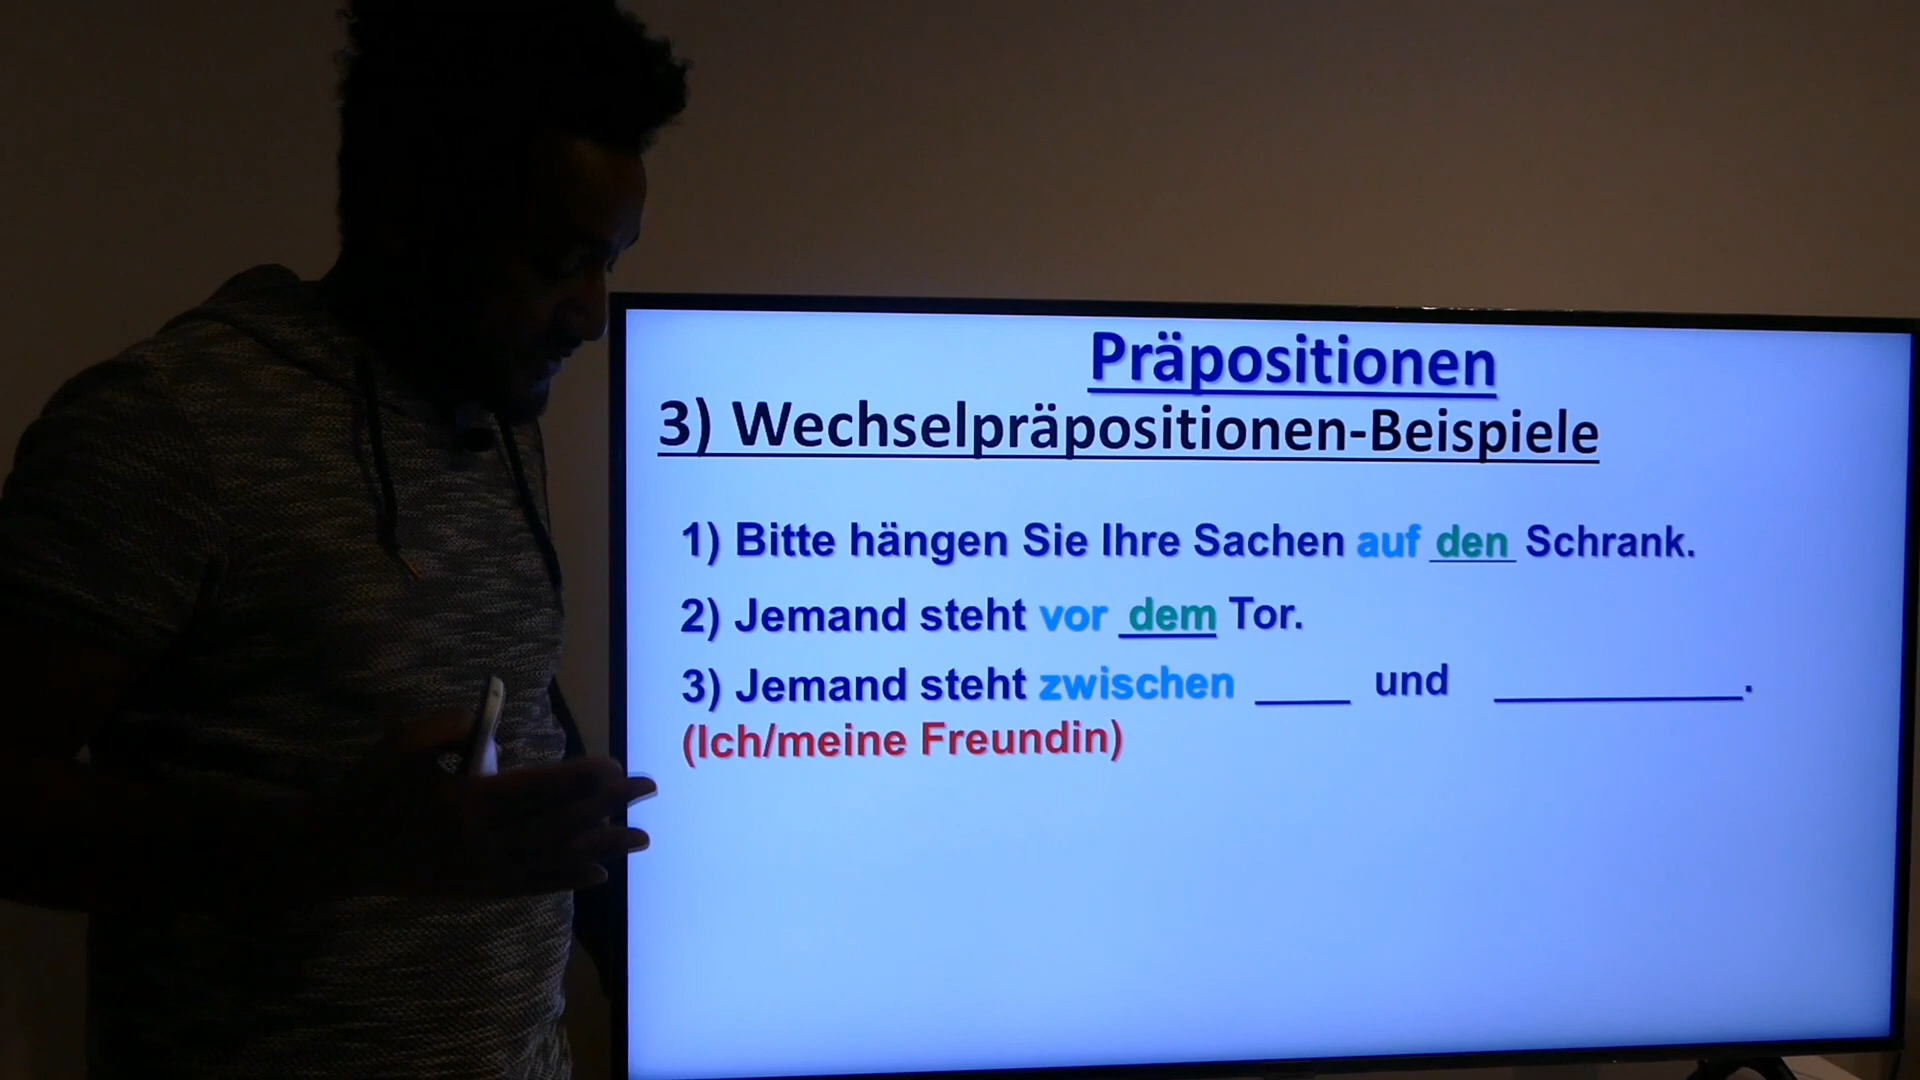 Präpositionen
3) Wechselpräpositionen-Beispiele
1) Bitte hängen Sie Ihre Sachen auf den Schrank.
2) Jemand steht vor dem Tor.
3) Jemand steht zwischen ____ und __________.
(Ich/meine Freundin)